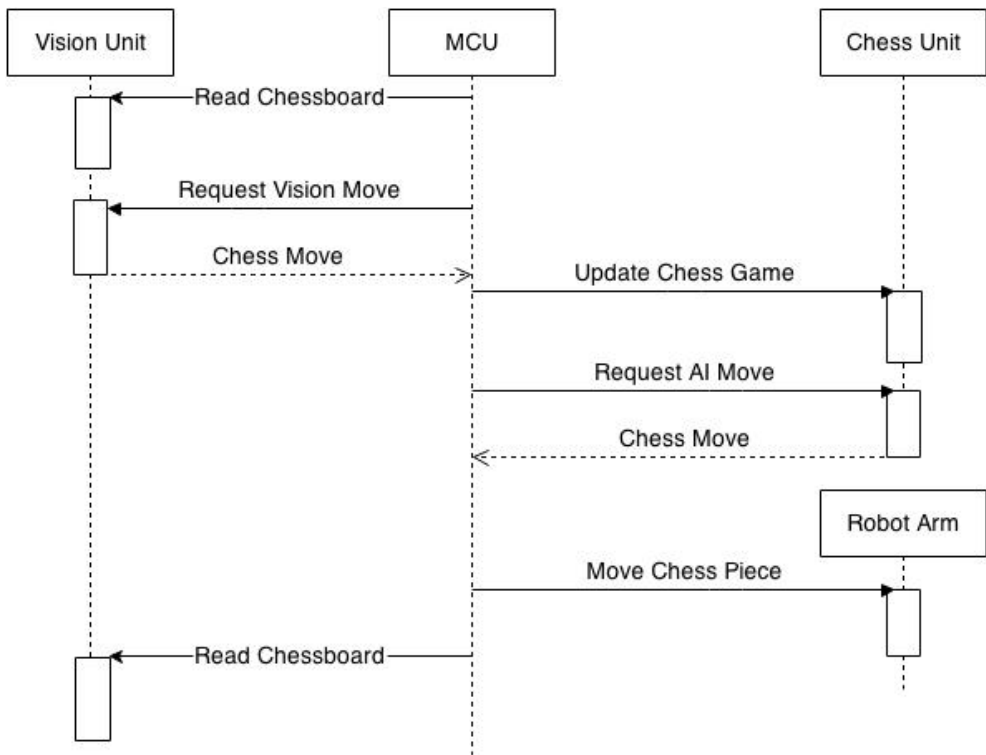 Vision Unit
MCU
Chess Unit
Read Chessboard
Request Vision Move
Chess Move
Update Chess Game
Request AI Move
Chess Move
Robot Arm
Move Chess Piece
Read Chessboard